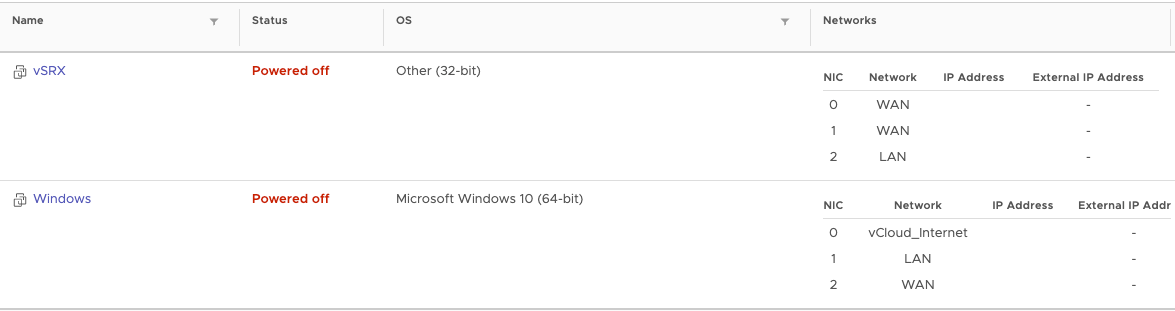 Name Status OS Networks
vSRX Powered off Other (32-bit)
NIC Network IP Address External IP Address
0 WAN -
1 WAN -
2 LAN -
Windows Powered off Microsoft Windows 10 (64-bit)
NIC Network IP Address External IP Addr
0 vCloud_Internet -
1 LAN -
2 WAN -